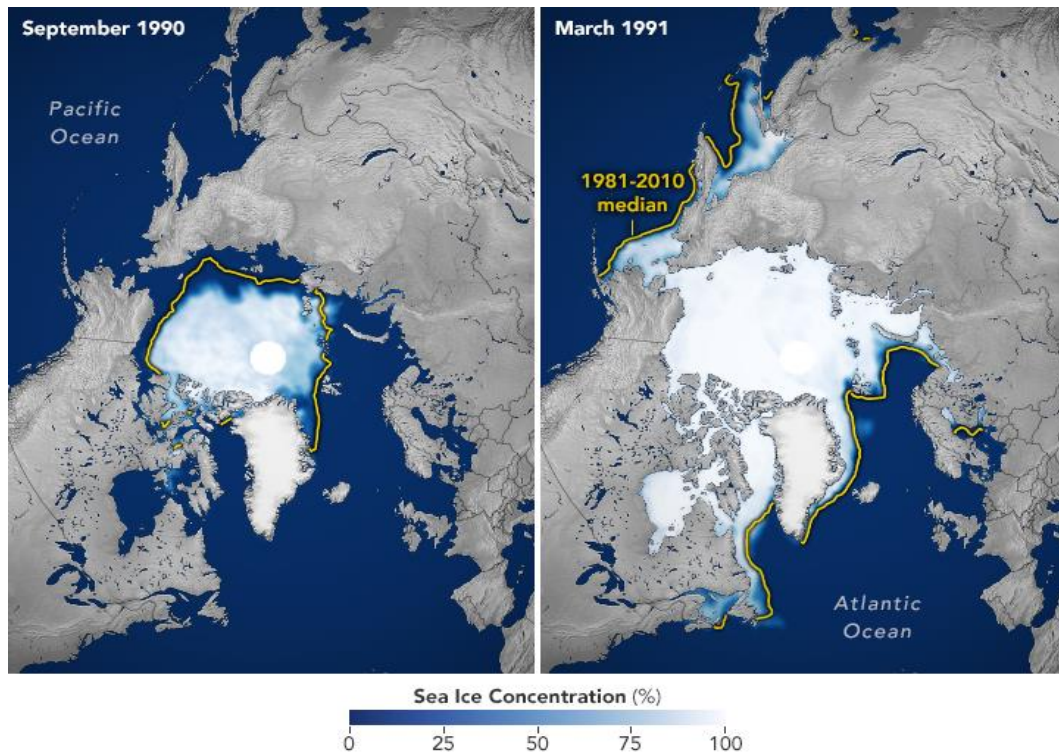 September 1990
Pacific
Ocean
March 1991
1981-2010
median
Atlantic
Ocean
Sea Ice Concentration (%)
0 25 50 75 100